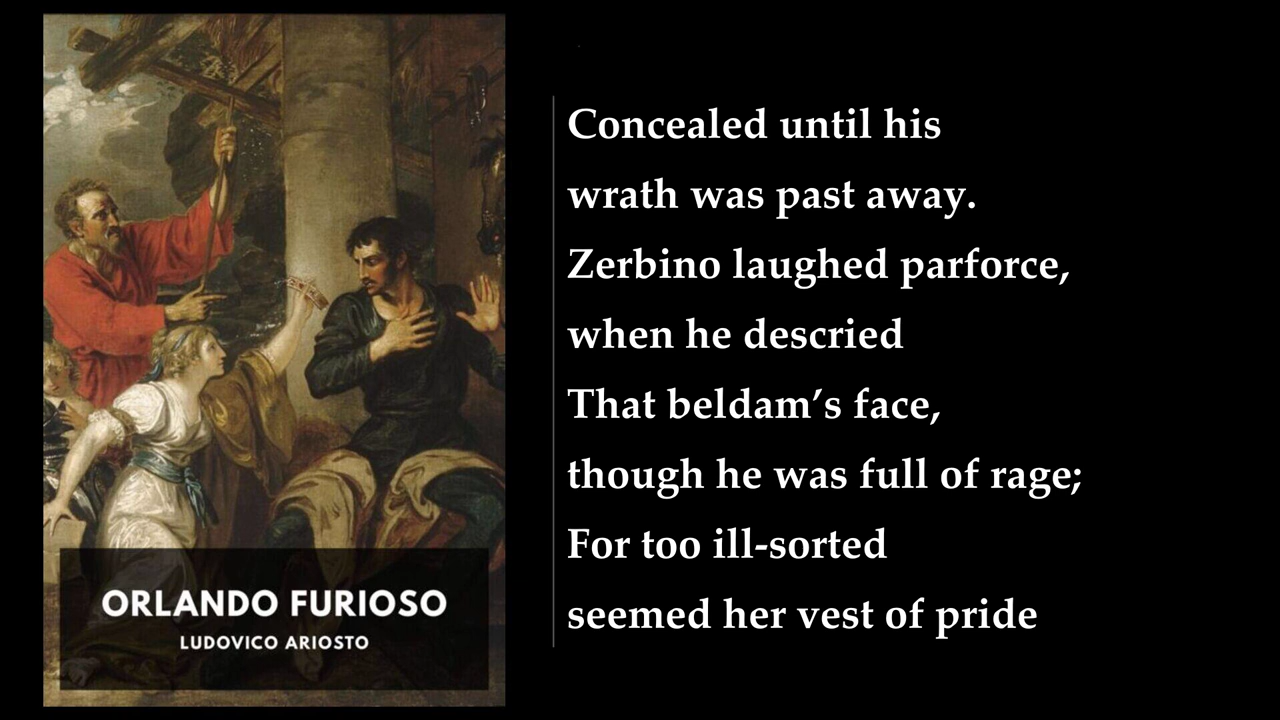 ORLANDO FURIOSO
LUDOVICO ARIOSTO
Concealed until his
wrath was past away.
Zerbino laughed parforce,
when he descried
That beldam’s face,
though he was full of rage;
For too ill-sorted
seemed her vest of pride